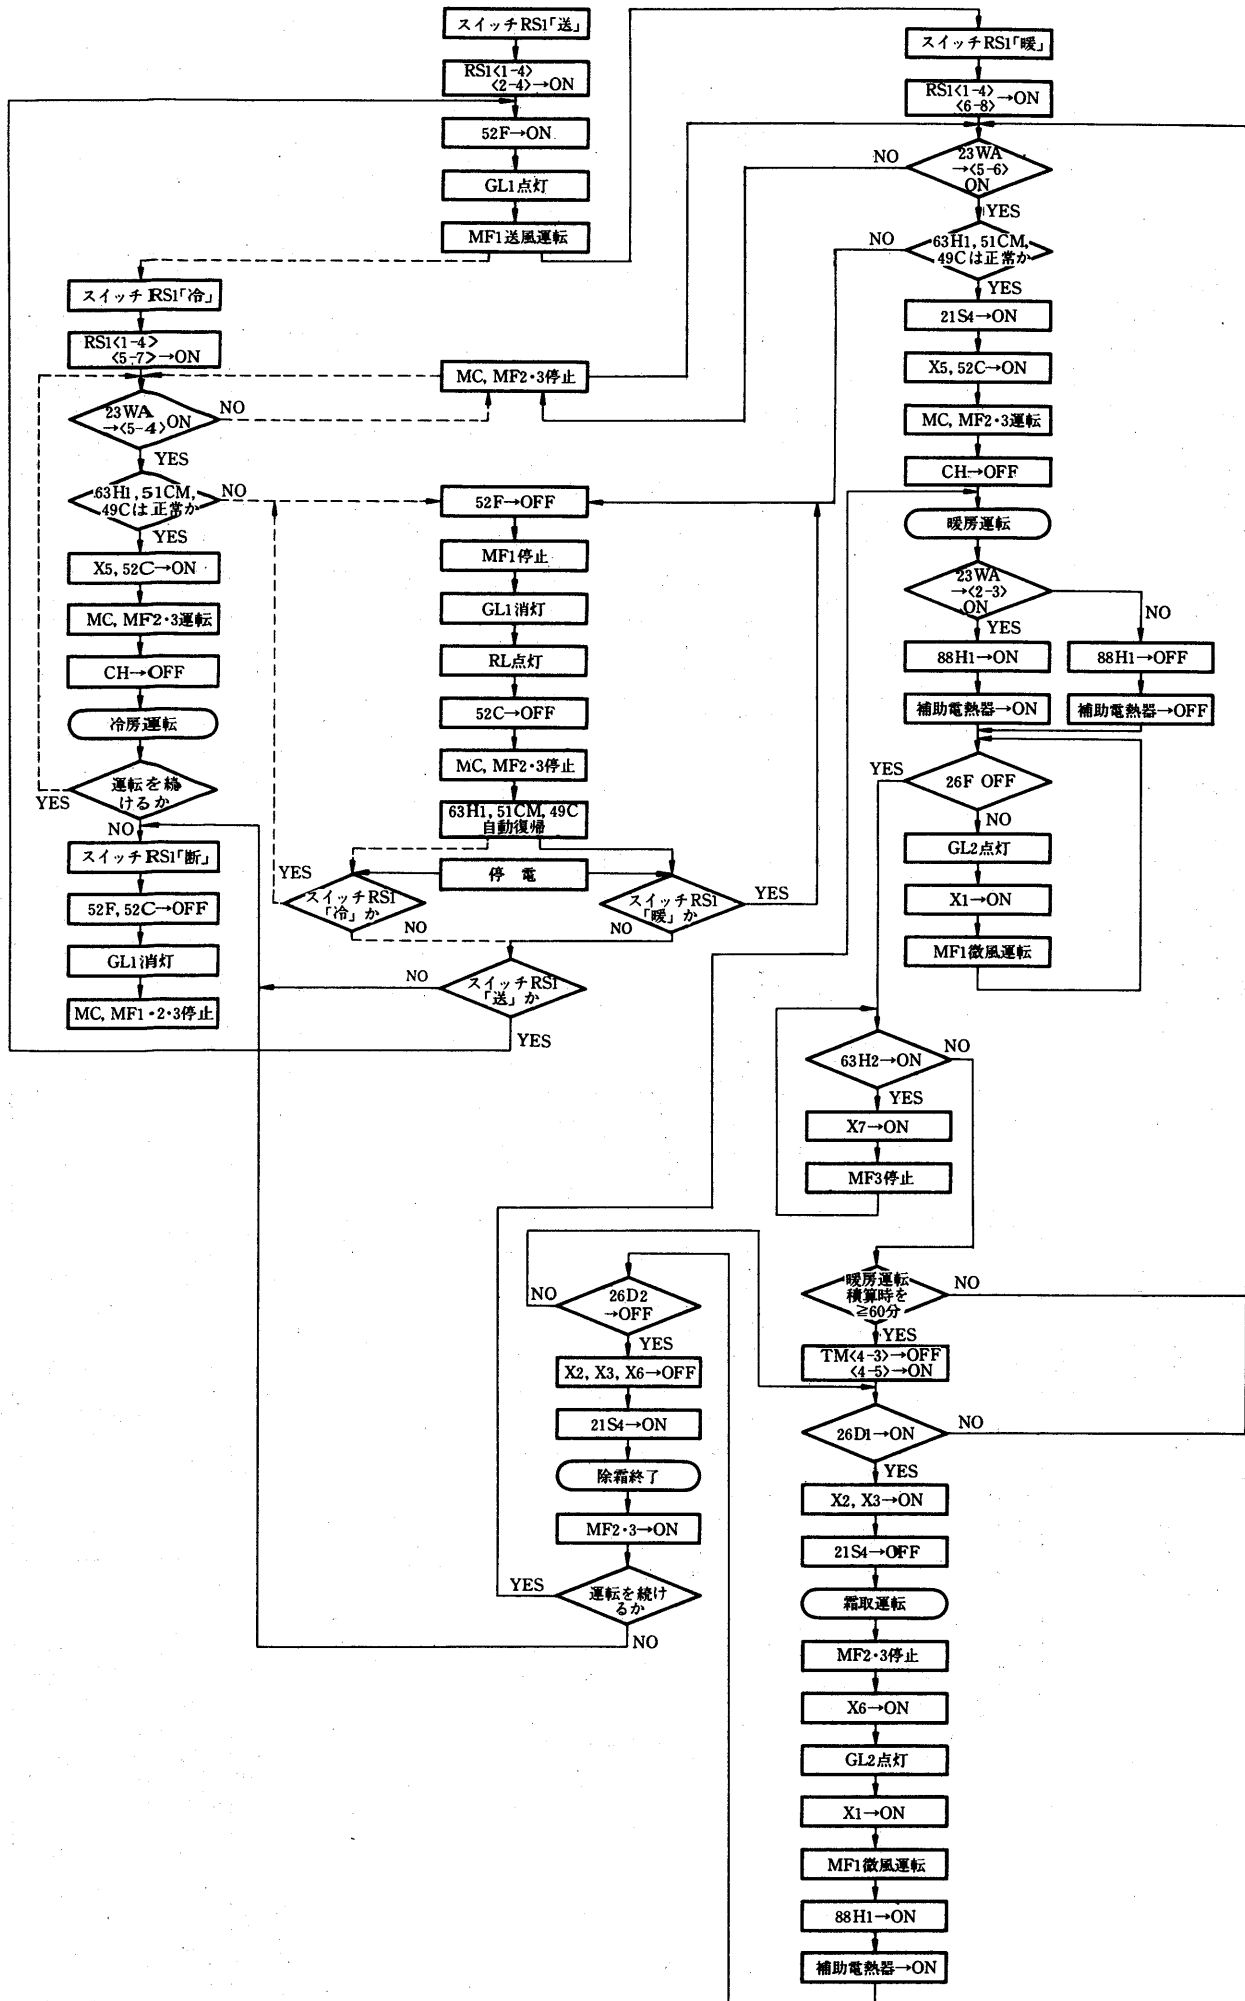 スイッチRS1「送」
RS1<1-4>
<2-4>→ON
52F→ON
GL1点灯
MF1送風運転
スイッチRS1「冷」
RS1<1-4>
<5-7>→ON
23WA
→<5-4>ON
NO
YES
63H1, 51CM,
49Cは正常か
NO
YES
X5, 52C→ON
MC, MF2・3運転
CH→OFF
冷房運転
運転を続
けるか
YES
NO
スイッチRS1「断」
52F, 52C→OFF
GL1消灯
MC, MF1・2・3停止
MC, MF2・3停止
52F→OFF
MF1停止
GL1消灯
RL点灯
52C→OFF
MC, MF2・3停止
63H1, 51CM, 49C
自動復帰
停 電
YES
スイッチRS1
「冷」か
NO
スイッチRS1
「暖」か
YES
NO
スイッチRS1
「送」か
NO
YES
スイッチRS1「暖」
RS1<1-4>
<6-8>→ON
23WA
→<5-6>
ON
NO
YES
63H1, 51CM,
49Cは正常か
NO
YES
21S4→ON
X5, 52C→ON
MC, MF2・3運転
CH→OFF
暖房運転
23WA
→<2-3>
ON
YES
NO
88H1→ON
88H1→OFF
補助電熱器→ON
補助電熱器→OFF
26F OFF
YES
NO
GL2点灯
X1→ON
MF1微風運転
63H2→ON
NO
YES
X7→ON
MF3停止
暖房運転
積算時を
≧60分
NO
YES
TM<4-3>→OFF
<4-5>→ON
26D1→ON
NO
YES
X2, X3→ON
21S4→OFF
霜取運転
MF2・3停止
X6→ON
GL2点灯
X1→ON
MF1微風運転
88H1→ON
補助電熱器→ON
26D2
→OFF
NO
YES
X2, X3, X6→OFF
21S4→ON
除霜終了
MF2・3→ON
運転を続け
るか
YES
NO